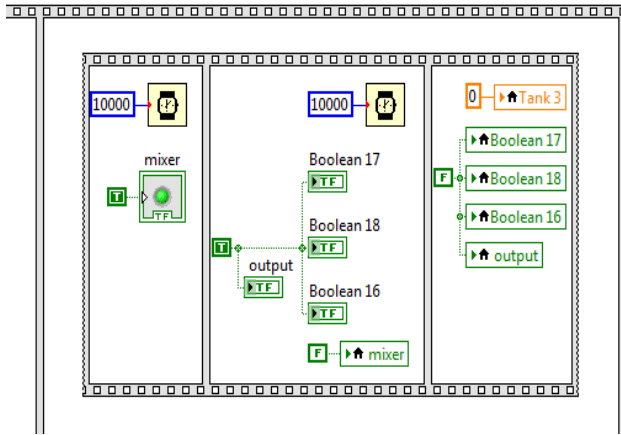 10000
mixer
T
TF
10000
Boolean 17
TF
Boolean 18
TF
T
output
TF
Boolean 16
TF
F
mixer
0
Tank 3
Boolean 17
F
Boolean 18
Boolean 16
output